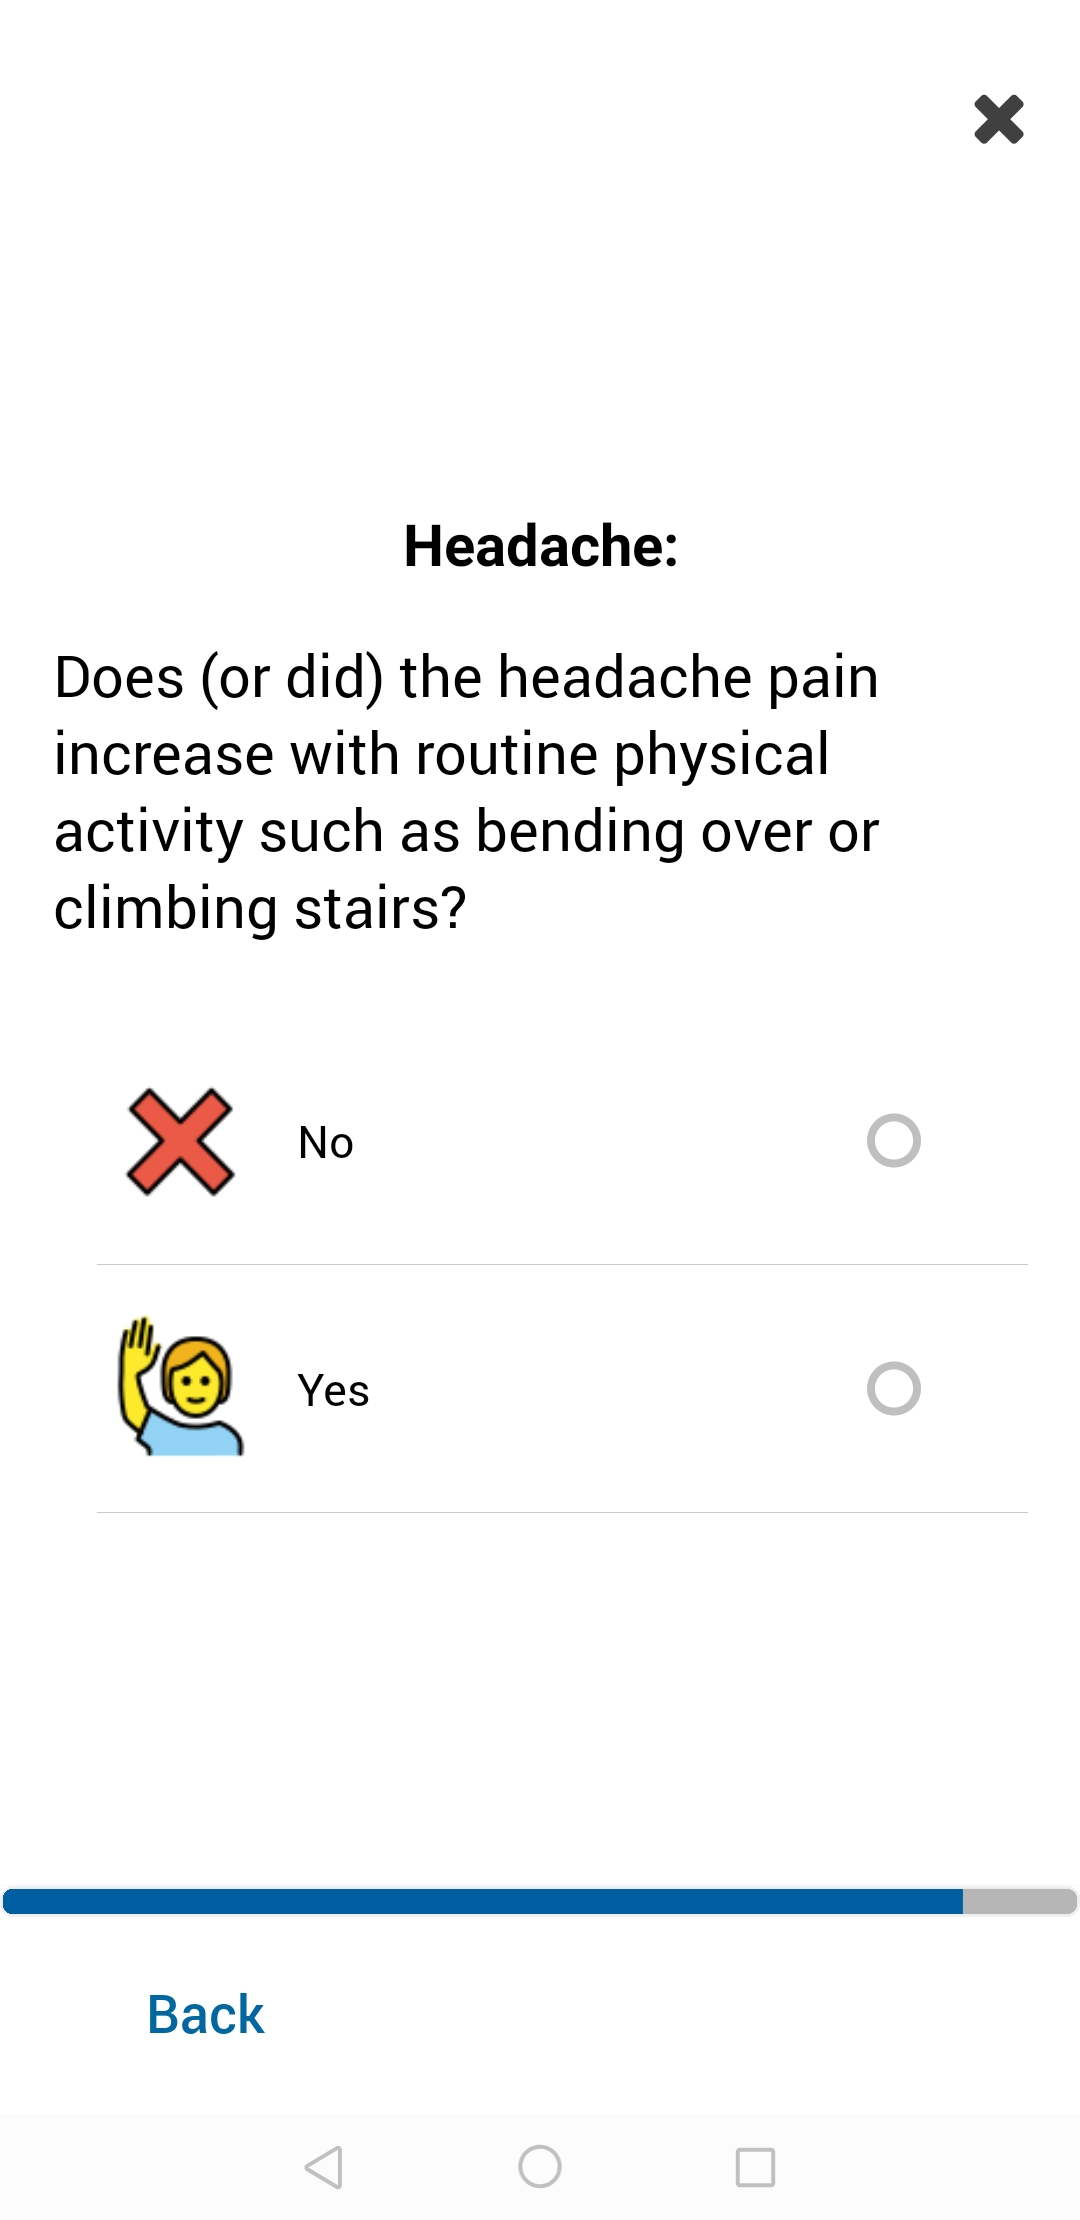 Headache:
Does (or did) the headache pain
increase with routine physical
activity such as bending over or
climbing stairs?
No
Yes
Back